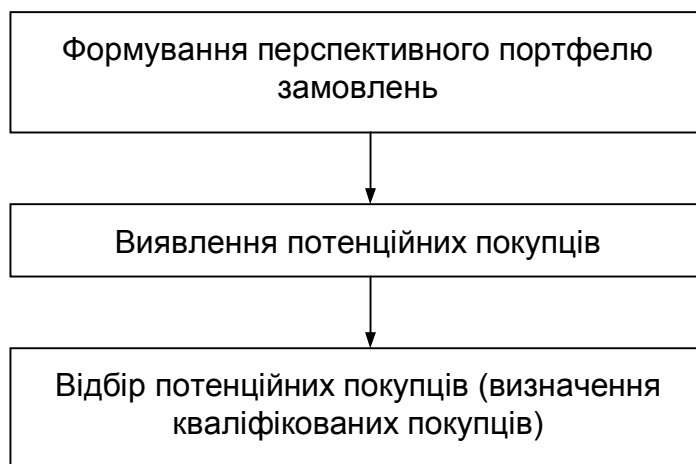 Формування перспективного портфелю
замовлень
Виявлення потенційних покупців
Відбір потенційних покупців (визначення
кваліфікованих покупців)